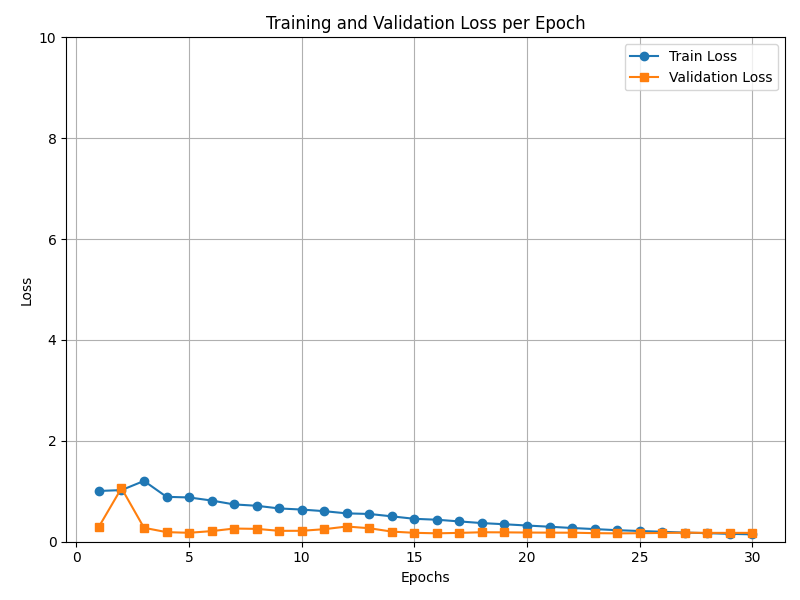 Training and Validation Loss per Epoch
Train Loss
Validation Loss
Loss
10
8
6
4
2
0
0 5 10 15 20 25 30
Epochs